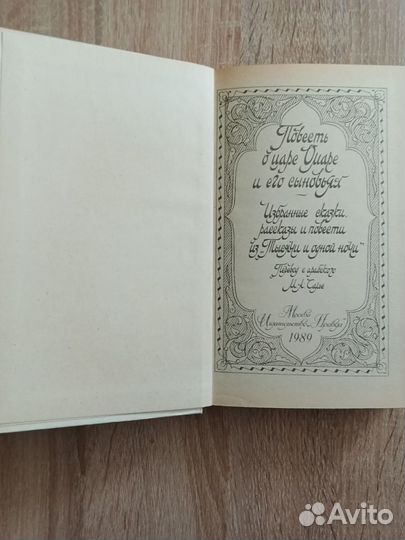 Повесть
о царе Омаре
и его сыновьях
Избранные сказки,
рассказы и повести
из „Тысячи и одной ночи“
Перевод с арабского
М. А. Салье
Москва
Издательство „Правда“
1989
Avito